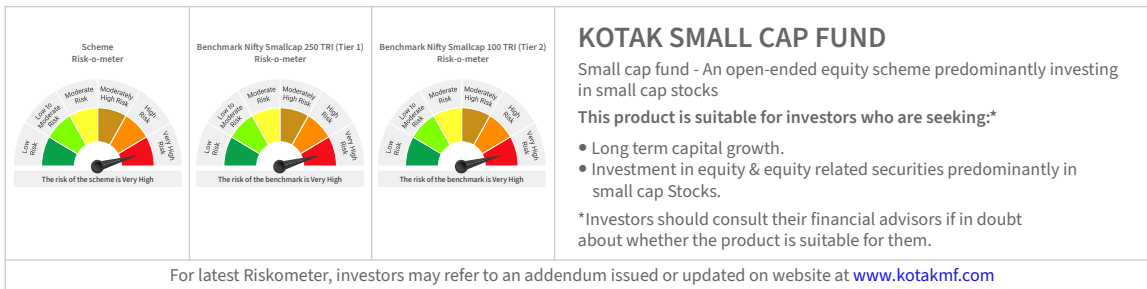 Scheme
Risk-o-meter
Low
Risk
Low to
Moderate
Risk
Moderate
Risk
Moderately
High Risk
High
Risk
Very High
Risk
The risk of the scheme is Very High
Benchmark Nifty Smallcap 250 TRI (Tier 1)
Risk-o-meter
Low
Risk
Low to
Moderate
Risk
Moderate
Risk
Moderately
High Risk
High
Risk
Very High
Risk
The risk of the benchmark is Very High
Benchmark Nifty Smallcap 100 TRI (Tier 2)
Risk-o-meter
Low
Risk
Low to
Moderate
Risk
Moderate
Risk
Moderately
High Risk
High
Risk
Very High
Risk
The risk of the benchmark is Very High
KOTAK SMALL CAP FUND
Small cap fund - An open-ended equity scheme predominantly investing
in small cap stocks
This product is suitable for investors who are seeking:*
● Long term capital growth.
● Investment in equity & equity related securities predominantly in
small cap Stocks.
*Investors should consult their financial advisors if in doubt
about whether the product is suitable for them.
For latest Riskometer, investors may refer to an addendum issued or updated on website at www.kotakmf.com